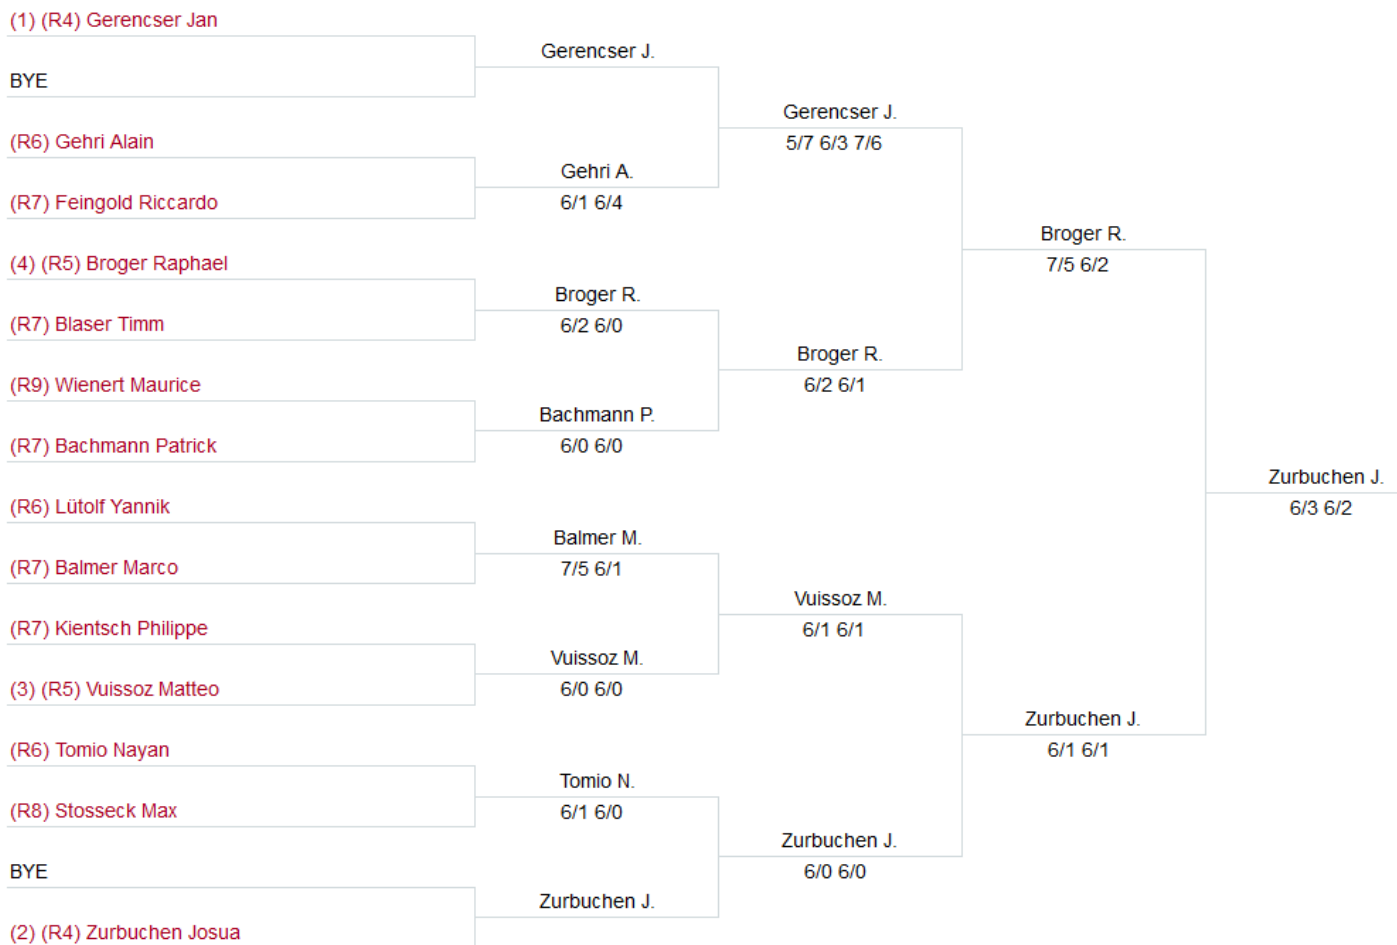 (1) (R4) Gerencser Jan
BYE
(R6) Gehri Alain
(R7) Feingold Riccardo
(4) (R5) Broger Raphael
(R7) Blaser Timm
(R9) Wienert Maurice
(R7) Bachmann Patrick
(R6) Lütolf Yannik
(R7) Balmer Marco
(R7) Kientsch Philippe
(3) (R5) Vuissoz Matteo
(R6) Tomio Nayan
(R8) Stosseck Max
BYE
(2) (R4) Zurbuchen Josua
Gerencser J.
Gehri A.
6/1 6/4
Broger R.
6/2 6/0
Bachmann P.
6/0 6/0
Balmer M.
7/5 6/1
Vuissoz M.
6/0 6/0
Tomio N.
6/1 6/0
Zurbuchen J.
Gerencser J.
5/7 6/3 7/6
Broger R.
6/2 6/1
Vuissoz M.
6/1 6/1
Zurbuchen J.
6/0 6/0
Broger R.
7/5 6/2
Zurbuchen J.
6/1 6/1
Zurbuchen J.
6/3 6/2